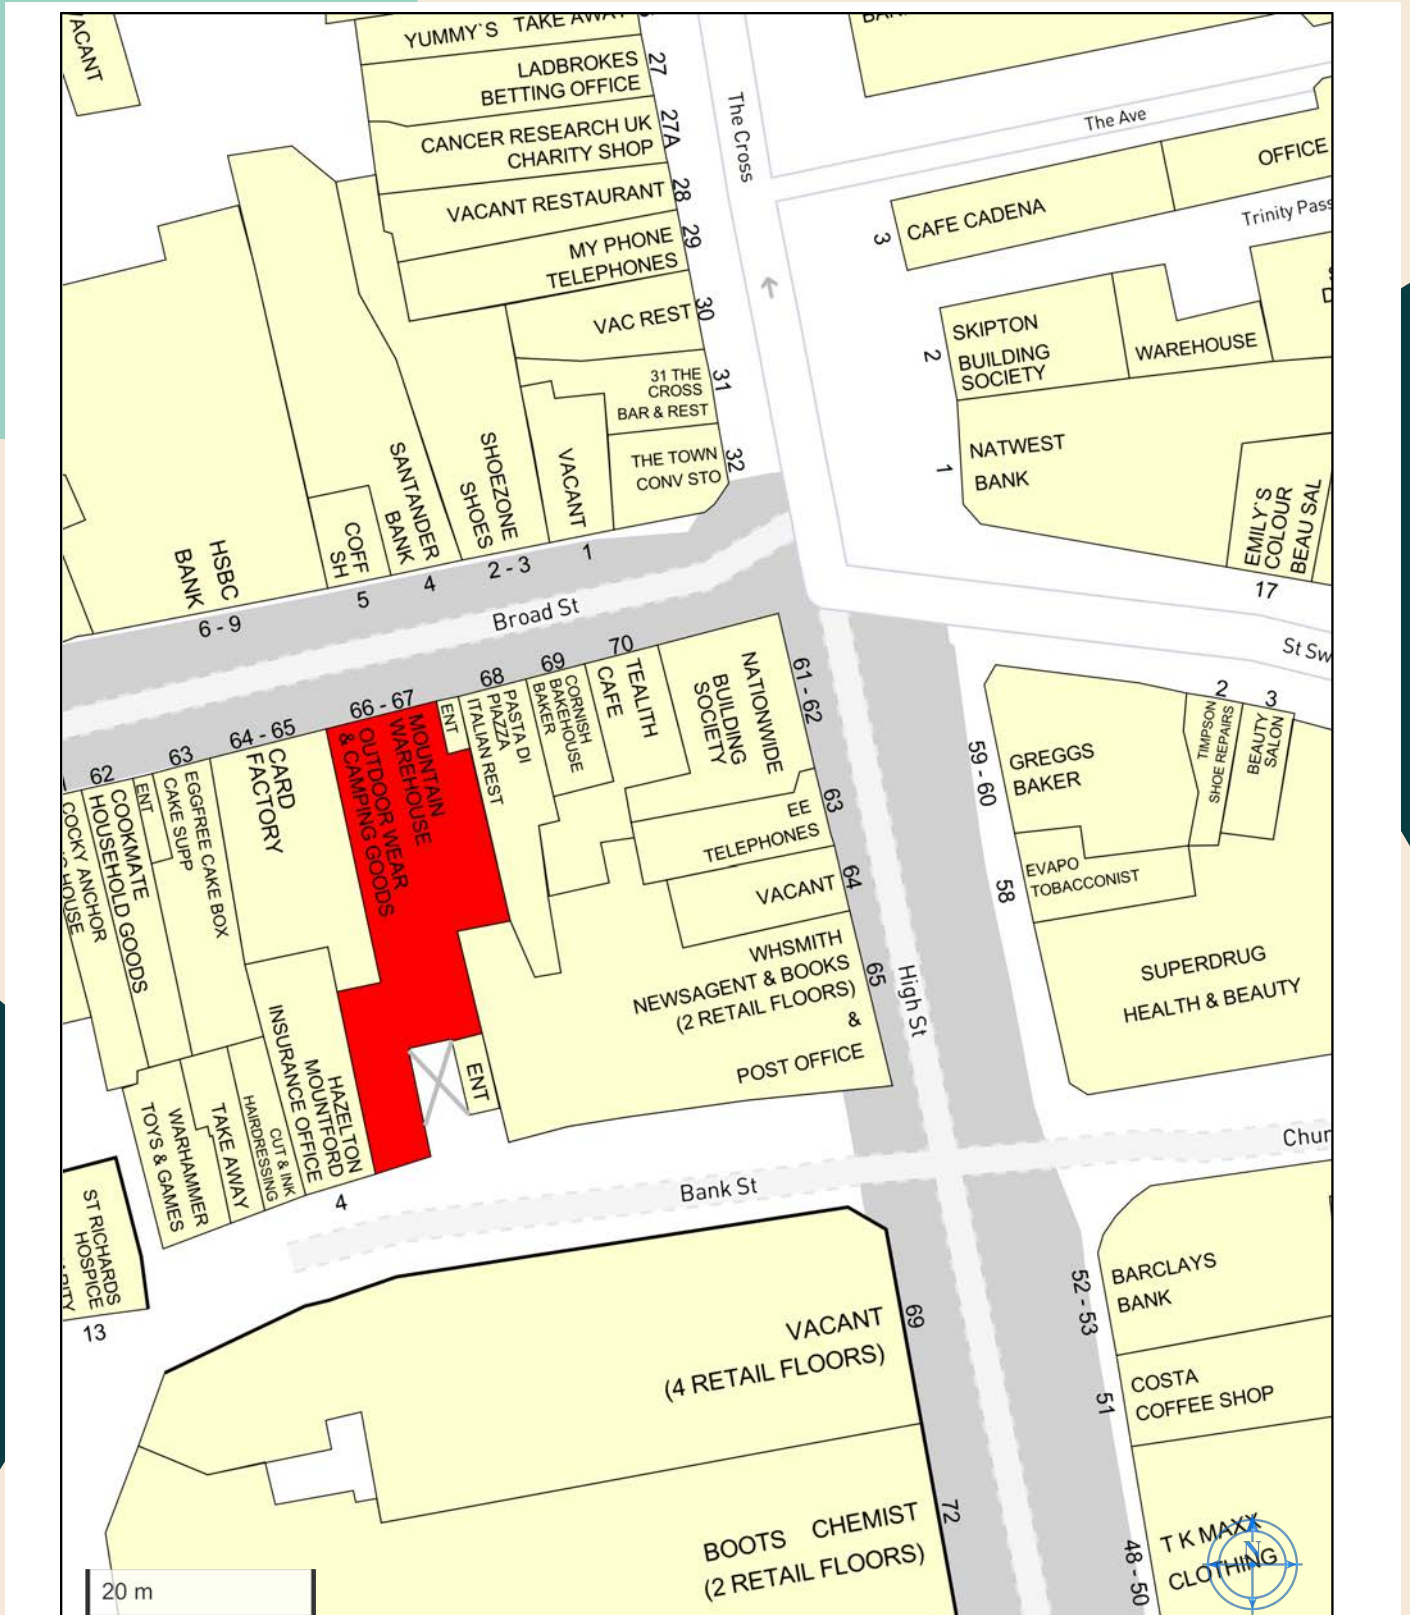 YUMMY`S TAKE AWAY
LADBROKES
BETTING OFFICE
27
CANCER RESEARCH UK
CHARITY SHOP
27A
VACANT RESTAURANT
28
MY PHONE
TELEPHONES
29
VAC REST
30
31 THE
CROSS
BAR & REST
31
THE TOWN
CONV STO
32
VACANT
1
SHOEZONE
SHOES
2 - 3
SANTANDER
BANK
4
COFF
SH
5
HSBC
BANK
6 - 9
The Cross
The Ave
OFFICE
CAFE CADENA
3
Trinity Pass
SKIPTON
BUILDING
SOCIETY
2
WAREHOUSE
NATWEST
BANK
1
EMILY`S
COLOUR
BEAU SAL
17
St Sw
Broad St
62
COOKMATE
HOUSEHOLD GOODS
COCKY ANCHOR
HOUSE
ENT
63
EGGFREE CAKE BOX
CAKE SUPP
64 - 65
CARD
FACTORY
66 - 67
MOUNTAIN
WAREHOUSE
OUTDOOR WEAR
& CAMPING GOODS
ENT
68
PASTA DI
PIAZZA
ITALIAN REST
69
CORNISH
BAKEHOUSE
BAKER
70
TEALITH
CAFE
NATIONWIDE
BUILDING
SOCIETY
61 - 62
EE
TELEPHONES
63
VACANT
64
WHSMITH
NEWSAGENT & BOOKS
(2 RETAIL FLOORS)
&
POST OFFICE
65
High St
ENT
HAZELTON
MOUNTFORD
INSURANCE OFFICE
4
CUT & INK
HAIRDRESSING
TAKE AWAY
WARHAMMER
TOYS & GAMES
ST RICHARDS
HOSPICE
13
GREGGS
BAKER
59 - 60
TIMPSON
SHOE REPAIRS
2
BEAUTY
SALON
3
EVAPO
TOBACCONIST
58
SUPERDRUG
HEALTH & BEAUTY
Chur
Bank St
BARCLAYS
BANK
52 - 53
COSTA
COFFEE SHOP
51
T K MAXX
CLOTHING
48 - 50
VACANT
(4 RETAIL FLOORS)
69
BOOTS CHEMIST
(2 RETAIL FLOORS)
72
N
20 m